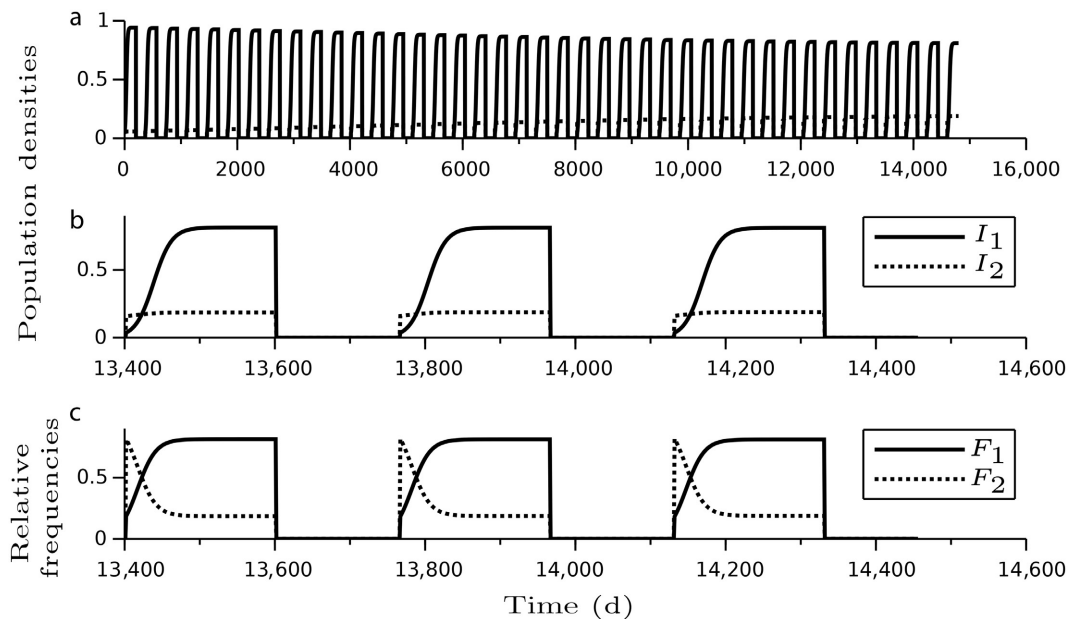 a
1
0.5
0
0 2000 4000 6000 8000 10,000 12,000 14,000 16,000
Population densities
b
0.5
0
I1
I2
13,400 13,600 13,800 14,000 14,200 14,400 14,600
c
0.5
0
F1
F2
Relative
frequencies
13,400 13,600 13,800 14,000 14,200 14,400 14,600
Time (d)